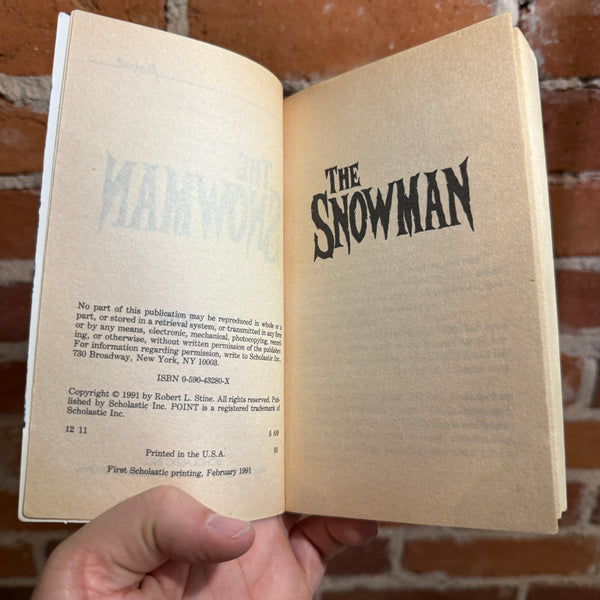 No part of this publication may be reproduced in whole or in
part, or stored in a retrieval system, or transmitted in any form
or by any means, electronic, mechanical, photocopying, record
ing, or otherwise, without written permission of the publisher.
For information regarding permission, write to Scholastic Inc.,
730 Broadway, New York, NY 10003.
ISBN 0-590-43280-X
Copyright © 1991 by Robert L. Stine. All rights reserved. Pub-
lished by Scholastic Inc. POINT is a registered trademark of
Scholastic Inc.
12 11
Printed in the U.S.A.
01
First Scholastic printing, February 1991
THE
SNOWMAN